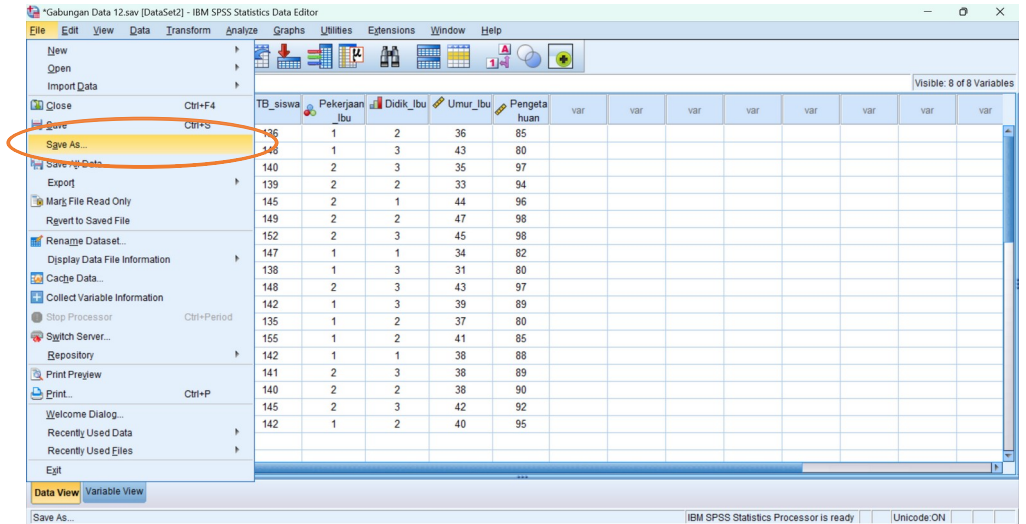 *Gabungan Data 12.sav [DataSet2] - IBM SPSS Statistics Data Editor
File Edit View Data Transform Analyze Graphs Utilities Extensions Window Help
Visible: 8 of 8 Variables
New
Open
Import Data
Close Ctrl+F4
Save Ctrl+S
Save As...
Save All Data
Export
Mark File Read Only
Revert to Saved File
Rename Dataset...
Display Data File Information
Cache Data...
Collect Variable Information
Stop Processor Ctrl+Period
Switch Server...
Repository
Print Preview
Print... Ctrl+P
Welcome Dialog...
Recently Used Data
Recently Used Files
Exit
TB_siswa Pekerjaan_Ibu Didik_Ibu Umur_Ibu Pengetahuan var var var var var var var
136 1 2 36 85
1 3 43 80
140 2 3 35 97
139 2 2 33 94
145 2 1 44 96
149 2 2 47 98
152 2 3 45 98
147 1 1 34 82
138 1 3 31 80
148 2 3 43 97
142 1 3 39 89
135 1 2 37 80
155 1 2 41 85
142 1 1 38 88
141 2 3 38 89
140 2 2 38 90
145 2 3 42 92
142 1 2 40 95
Data View Variable View
Save As... IBM SPSS Statistics Processor is ready Unicode:ON